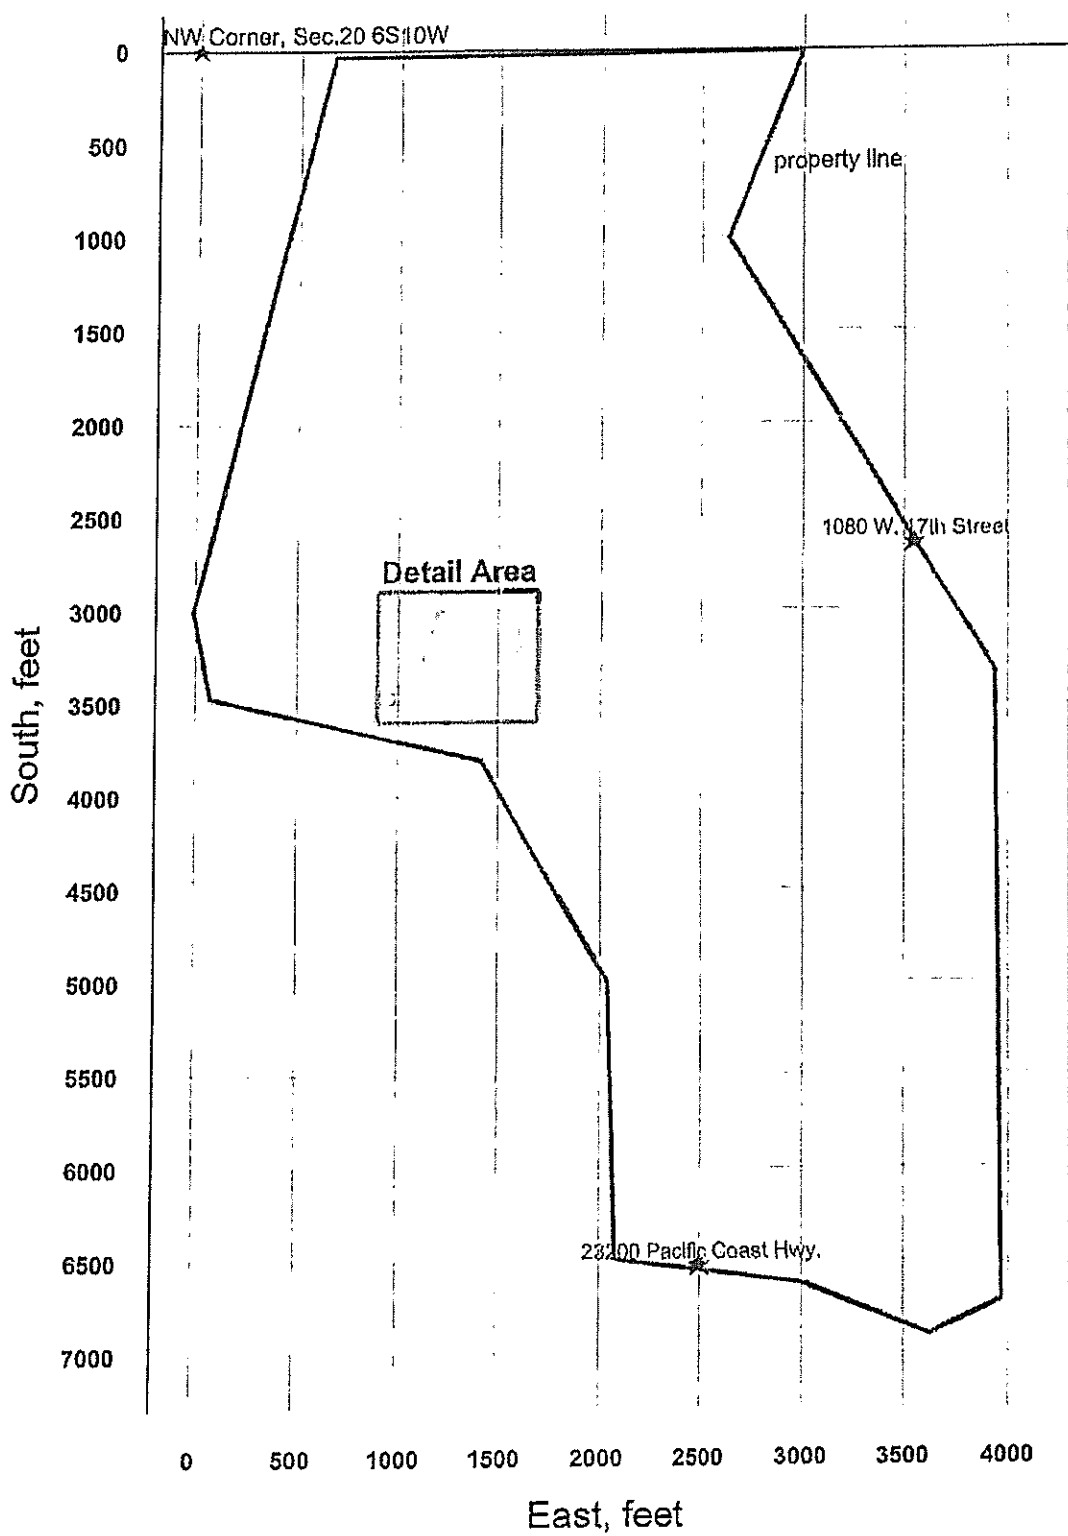 NW Corner, Sec.20 6S10W
0
500
property line
1000
1500
2000
2500
1080 W. 17th Street
Detail Area
3000
3500
South, feet
4000
4500
5000
5500
6000
23200 Pacific Coast Hwy.
6500
7000
0 500 1000 1500 2000 2500 3000 3500 4000
East, feet